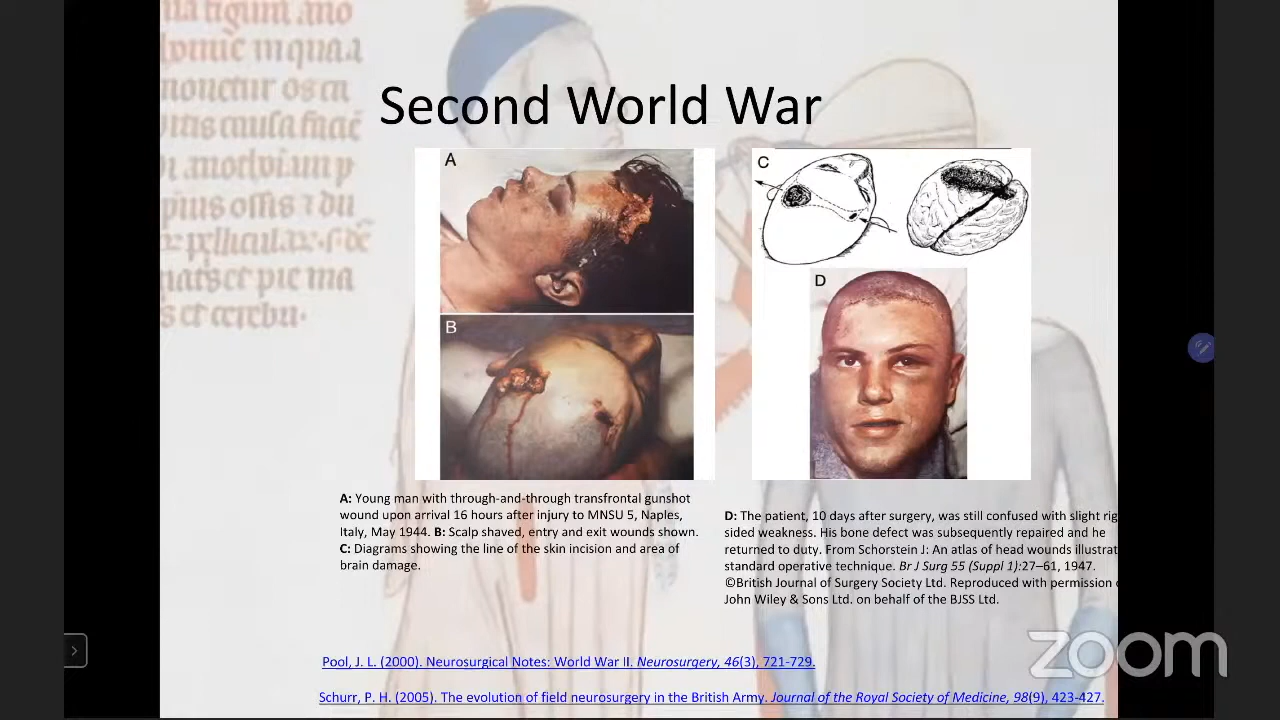 Second World War
A
B
C
D
A: Young man with through-and-through transfrontal gunshot
wound upon arrival 16 hours after injury to MNSU 5, Naples,
Italy, May 1944. B: Scalp shaved, entry and exit wounds shown.
C: Diagrams showing the line of the skin incision and area of
brain damage.
D: The patient, 10 days after surgery, was still confused with slight rig
sided weakness. His bone defect was subsequently repaired and he
returned to duty. From Schorstein J: An atlas of head wounds illustrat
standard operative technique. Br J Surg 55 (Suppl 1):27–61, 1947.
©British Journal of Surgery Society Ltd. Reproduced with permission
John Wiley & Sons Ltd. on behalf of the BJSS Ltd.
Pool, J. L. (2000). Neurosurgical Notes: World War II. Neurosurgery, 46(3), 721-729.
Schurr, P. H. (2005). The evolution of field neurosurgery in the British Army. Journal of the Royal Society of Medicine, 98(9), 423-427.
zoom